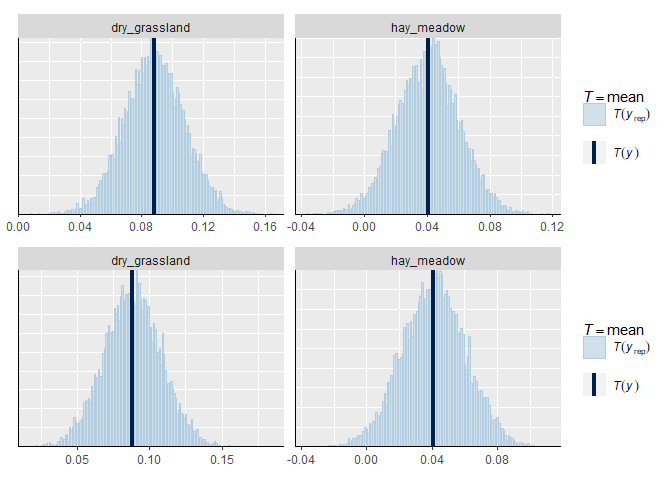 dry_grassland hay_meadow
T = mean
T(y rep)
T(y)
0.00 0.04 0.08 0.12 0.16 -0.04 0.00 0.04 0.08 0.12
dry_grassland hay_meadow
T = mean
T(y rep)
T(y)
0.05 0.10 0.15 -0.04 0.00 0.04 0.08